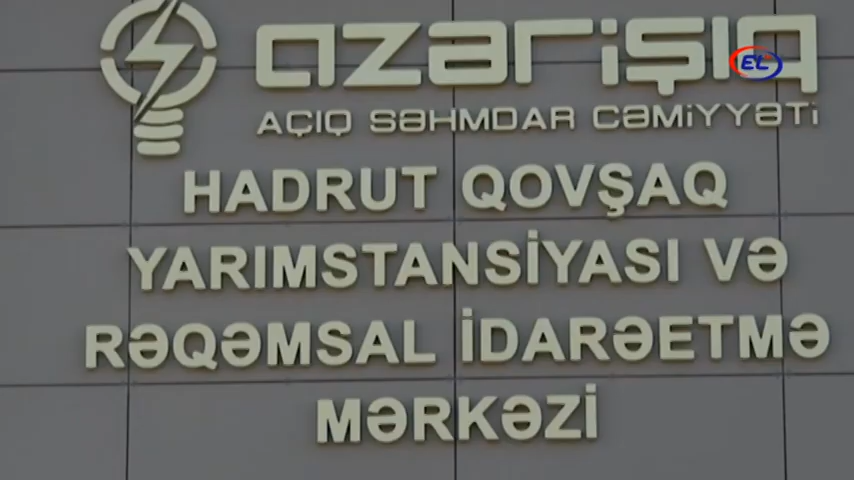 azərişıq
EL
AÇIQ SƏHMDAR CƏMİYYƏTİ
HADRUT QOVŞAQ
YARIMSTANSİYASI VƏ
RƏQƏMSAL İDARƏETMƏ
MƏRKƏZİ